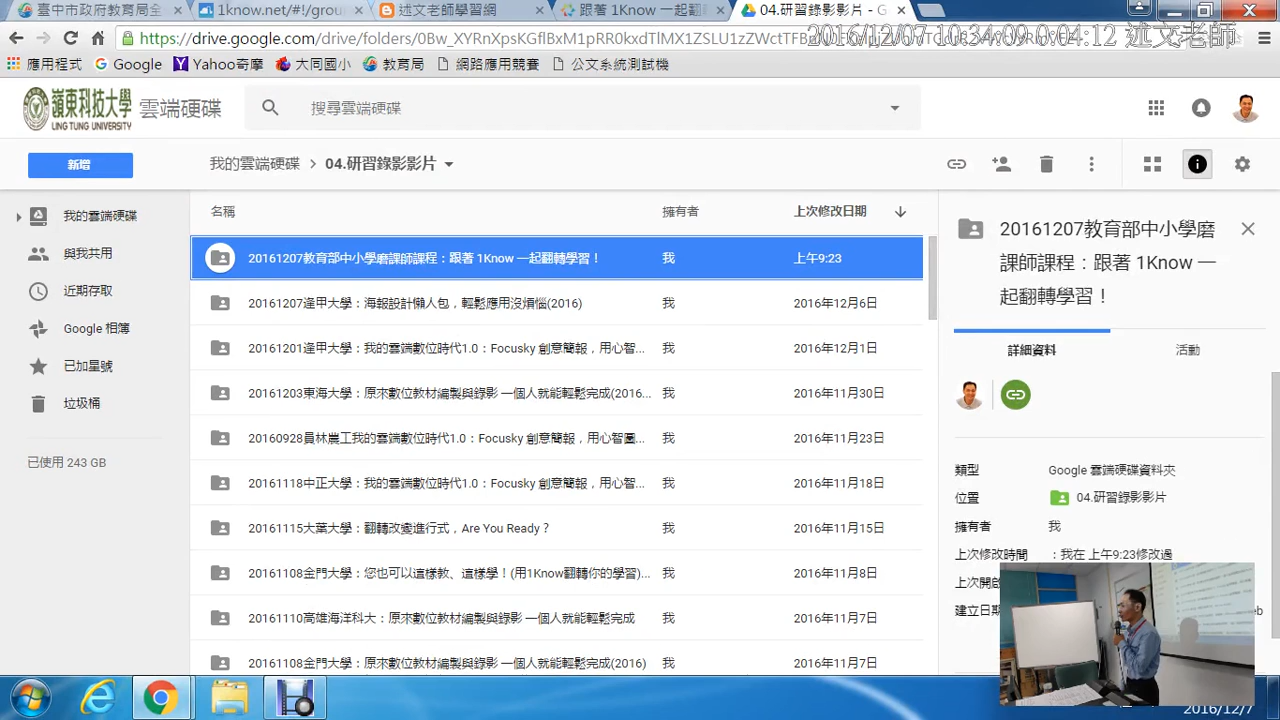 臺中市政府教育局全
1know.net/#!/grou
述文老師學習網
跟著 1Know 一起翻
04.研習錄影影片 - G
2016/12/07 10:34:09 0:04:12 述文老師
應用程式 Google Yahoo奇摩 大同國小 教育局 網路應用競賽 公文系統測試機
嶺東科技大學
LING TUNG UNIVERSITY
雲端硬碟
搜尋雲端硬碟
新增
我的雲端硬碟 > 04.研習錄影影片
我的雲端硬碟
與我共用
近期存取
Google 相簿
已加星號
垃圾桶
已使用 243 GB
名稱 擁有者 上次修改日期
20161207教育部中小學磨課師課程：跟著 1Know 一起翻轉學習！ 我 上午9:23
20161207逢甲大學：海報設計懶人包，輕鬆應用沒煩惱(2016) 我 2016年12月6日
20161201逢甲大學：我的雲端數位時代1.0：Focusky 創意簡報，用心智... 我 2016年12月1日
20161203東海大學：原來數位教材編製與錄影 一個人就能輕鬆完成(2016... 我 2016年11月30日
20160928員林農工我的雲端數位時代1.0：Focusky 創意簡報，用心智圖... 我 2016年11月23日
20161118中正大學：我的雲端數位時代1.0：Focusky 創意簡報，用心智... 我 2016年11月18日
20161115大葉大學：翻轉改變進行式，Are You Ready？ 我 2016年11月15日
20161108金門大學：您也可以這樣教、這樣學！(用1Know翻轉你的學習)... 我 2016年11月8日
20161110高雄海洋科大：原來數位教材編製與錄影 一個人就能輕鬆完成 我 2016年11月7日
20161108金門大學：原來數位教材編製與錄影 一個人就能輕鬆完成(2016) 我 2016年11月7日
20161207教育部中小學磨
課師課程：跟著 1Know 一
起翻轉學習！
詳細資料 活動
類型 Google 雲端硬碟資料夾
位置 04.研習錄影影片
擁有者 我
上次修改時間 ：我在 上午9:23修改過
上次開啟
建立日期
2016/12/7